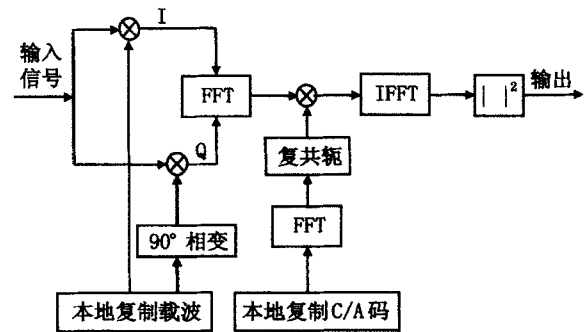 输入
信号
I
FFT
IFFT
| |²
输出
Q
复共轭
90° 相变
FFT
本地复制载波
本地复制C/A码